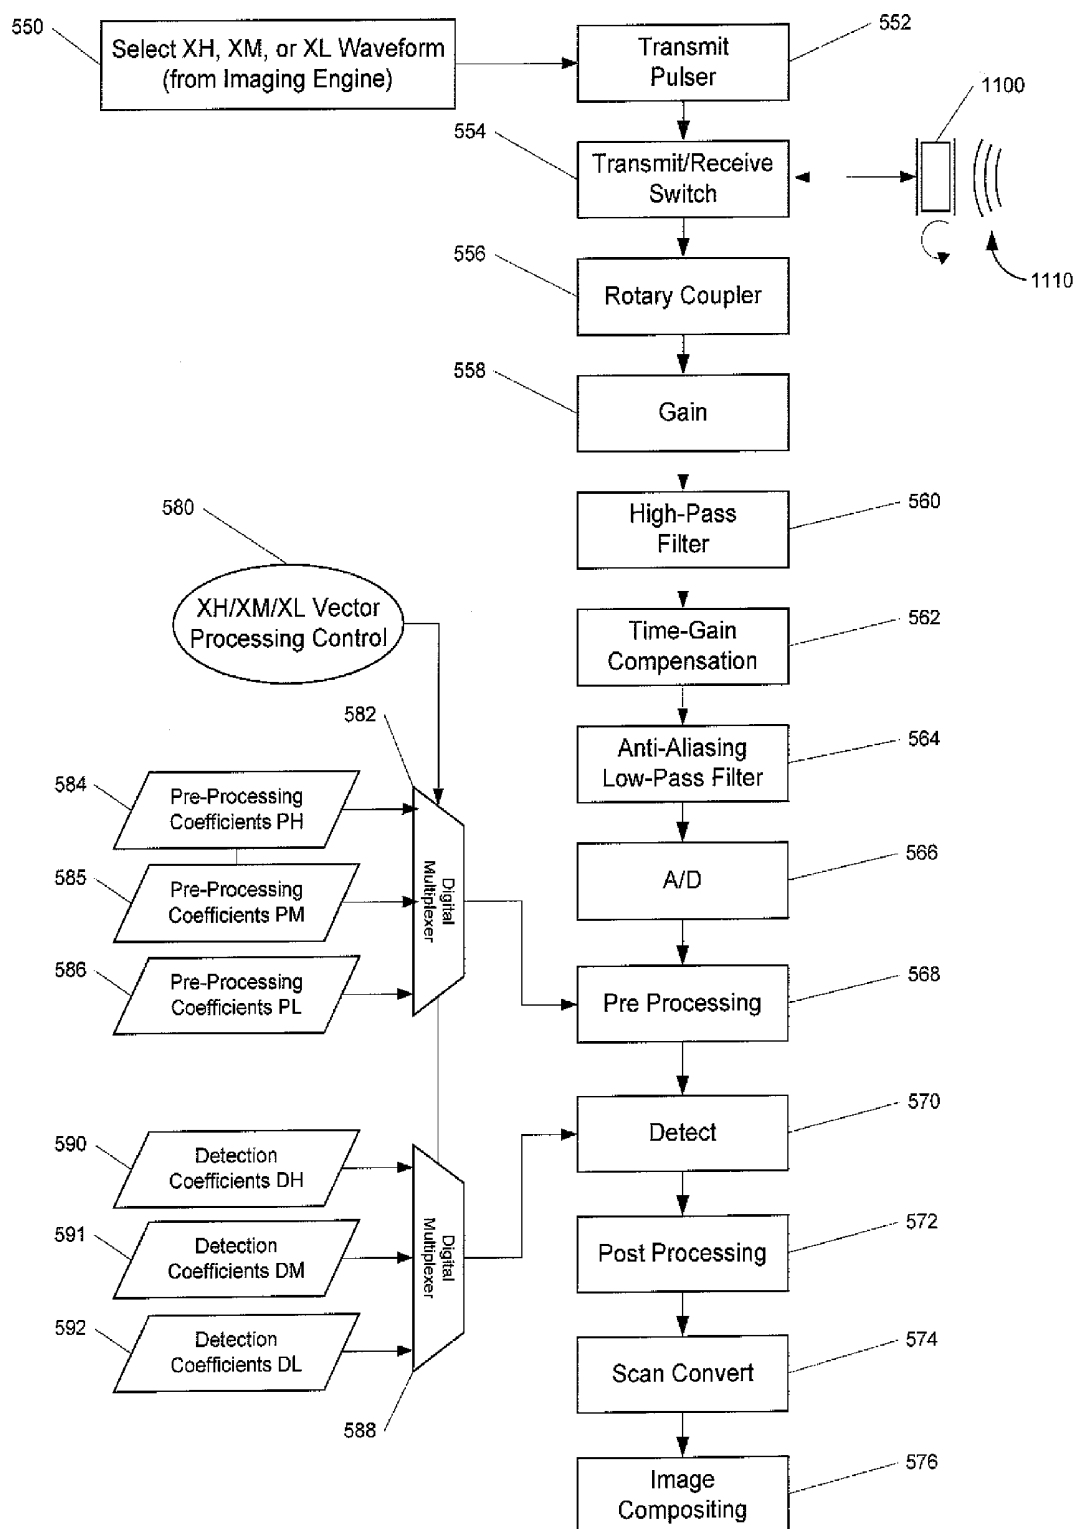 550
Select XH, XM, or XL Waveform
(from Imaging Engine)
Transmit
Pulser
552
554
Transmit/Receive
Switch
1100
1110
556
Rotary Coupler
558
Gain
High-Pass
Filter
560
580
XH/XM/XL Vector
Processing Control
Time-Gain
Compensation
562
582
Anti-Aliasing
Low-Pass Filter
564
584
Pre-Processing
Coefficients PH
585
Pre-Processing
Coefficients PM
586
Pre-Processing
Coefficients PL
Digital
Multiplexer
A/D
566
Pre Processing
568
590
Detection
Coefficients DH
591
Detection
Coefficients DM
592
Detection
Coefficients DL
Digital
Multiplexer
588
Detect
570
Post Processing
572
Scan Convert
574
Image
Compositing
576